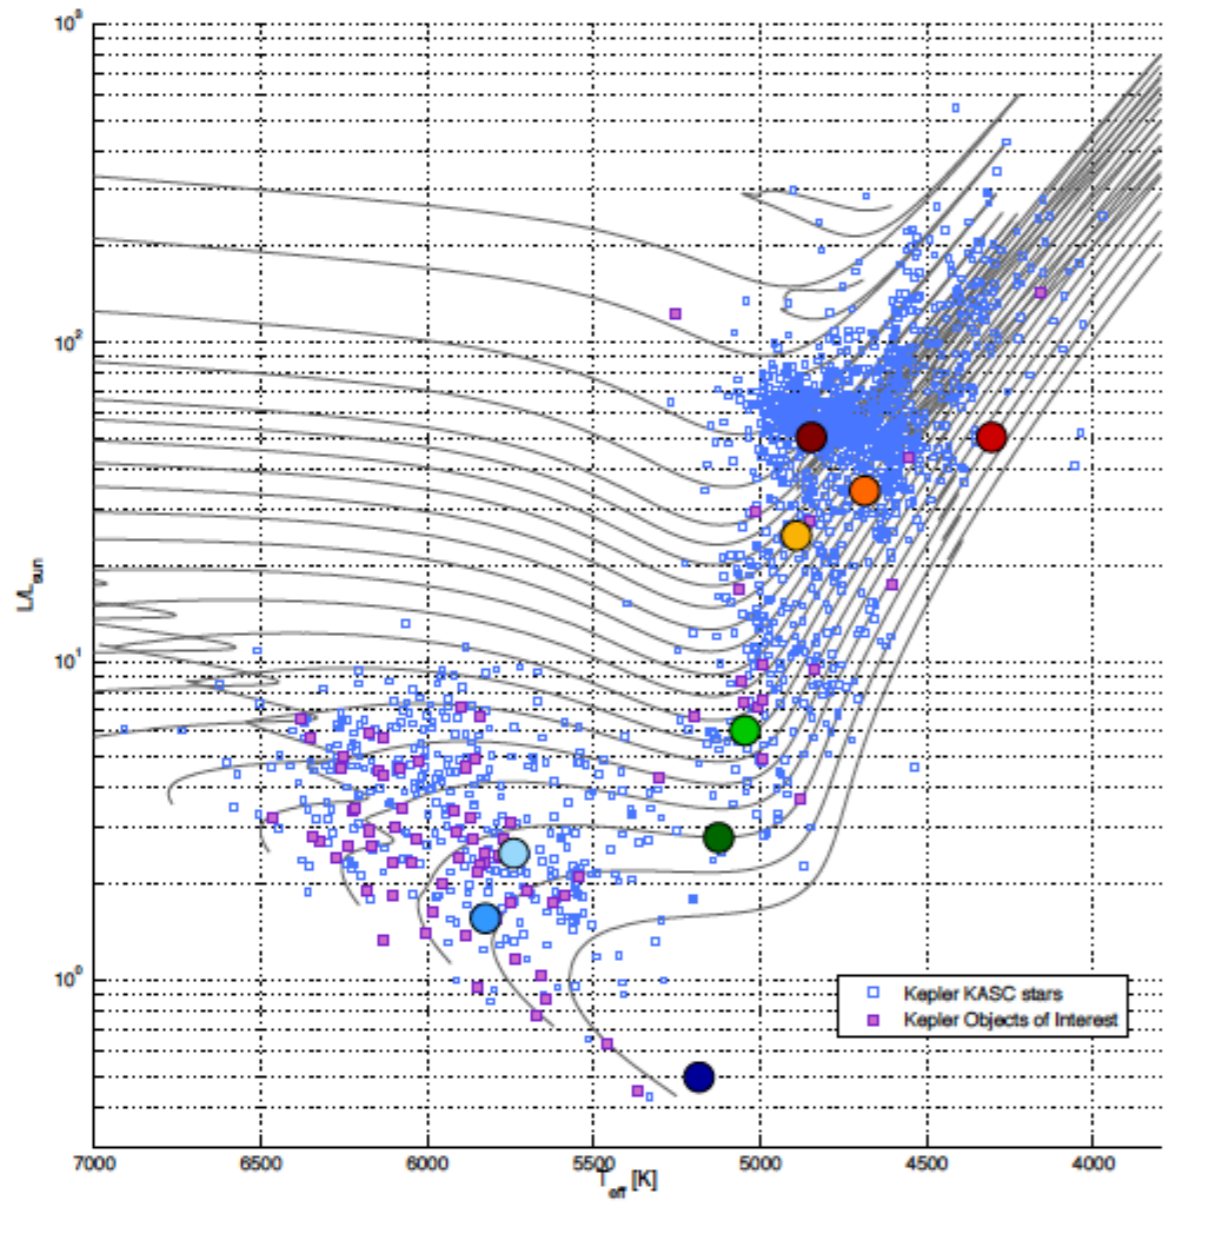 10³
10²
10¹
10⁰
L/L_sun
7000 6500 6000 5500 5000 4500 4000
T_eff [K]
Kepler KASC stars
Kepler Objects of Interest